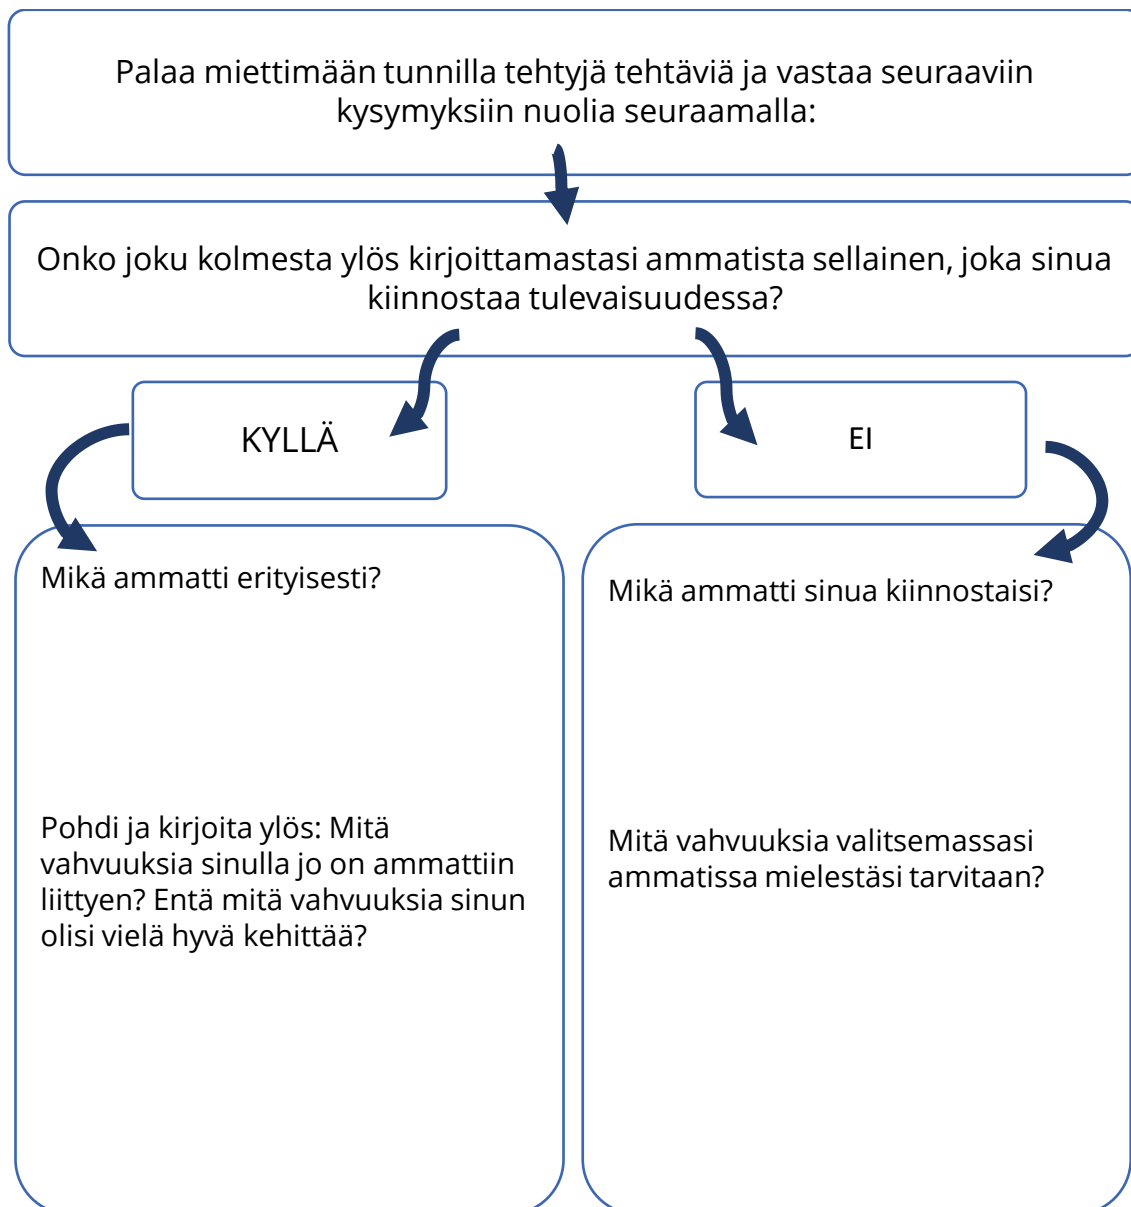 Palaa miettimään tunnilla tehtyjä tehtäviä ja vastaa seuraaviin
kysymyksiin nuolia seuraamalla:
Onko joku kolmesta ylös kirjoittamastasi ammatista sellainen, joka sinua
kiinnostaa tulevaisuudessa?
KYLLÄ
EI
Mikä ammatti erityisesti?
Pohdi ja kirjoita ylös: Mitä
vahvuuksia sinulla jo on ammattiin
liittyen? Entä mitä vahvuuksia sinun
olisi vielä hyvä kehittää?
Mikä ammatti sinua kiinnostaisi?
Mitä vahvuuksia valitsemassasi
ammatissa mielestäsi tarvitaan?